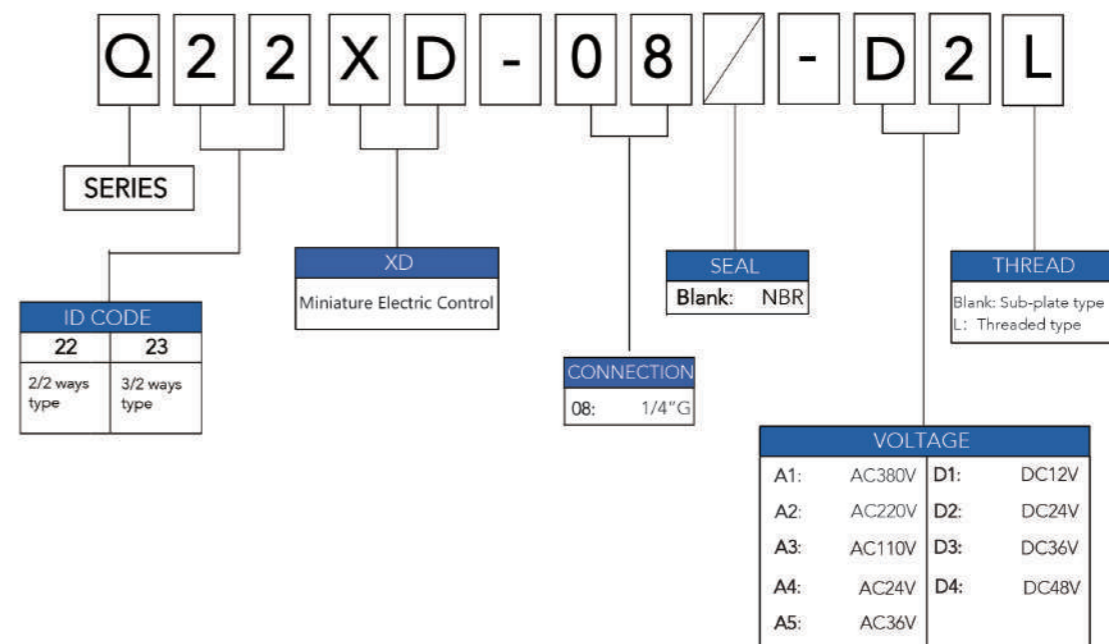 Q 2 2 X D - 0 8 / - D 2 L
SERIES
XD
Miniature Electric Control
SEAL
Blank: NBR
THREAD
Blank: Sub-plate type
L: Threaded type
ID CODE
22 23
2/2 ways type 3/2 ways type
CONNECTION
08: 1/4"G
VOLTAGE
A1: AC380V D1: DC12V
A2: AC220V D2: DC24V
A3: AC110V D3: DC36V
A4: AC24V D4: DC48V
A5: AC36V